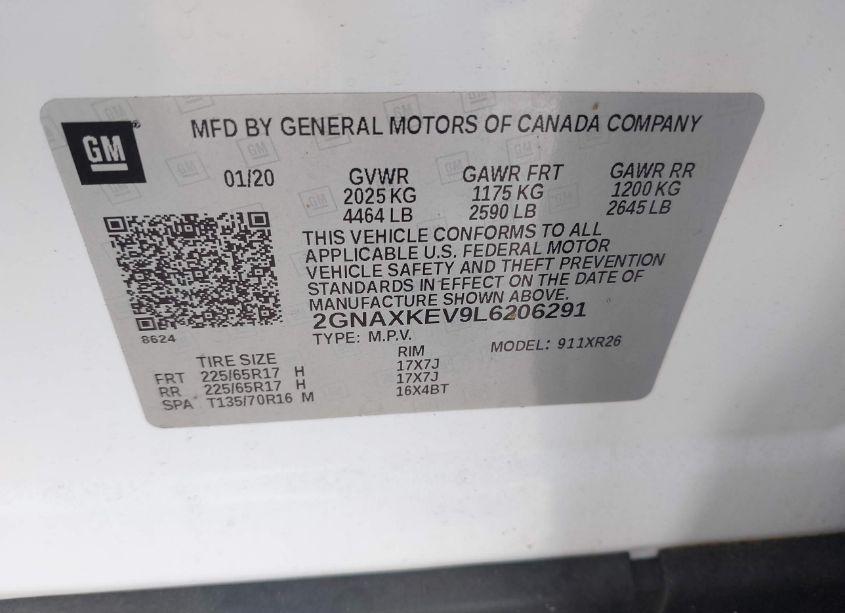 GM
MFD BY GENERAL MOTORS OF CANADA COMPANY
01/20 GVWR GAWR FRT GAWR RR
2025 KG 1175 KG 1200 KG
4464 LB 2590 LB 2645 LB
THIS VEHICLE CONFORMS TO ALL
APPLICABLE U.S. FEDERAL MOTOR
VEHICLE SAFETY AND THEFT PREVENTION
STANDARDS IN EFFECT ON THE DATE OF
MANUFACTURE SHOWN ABOVE.
2GNAXKEV9L6206291
8624
TYPE: M.P.V. MODEL: 911XR26
TIRE SIZE RIM
FRT 225/65R17 H 17X7J
RR 225/65R17 H 17X7J
SPA T135/70R16 M 16X4BT